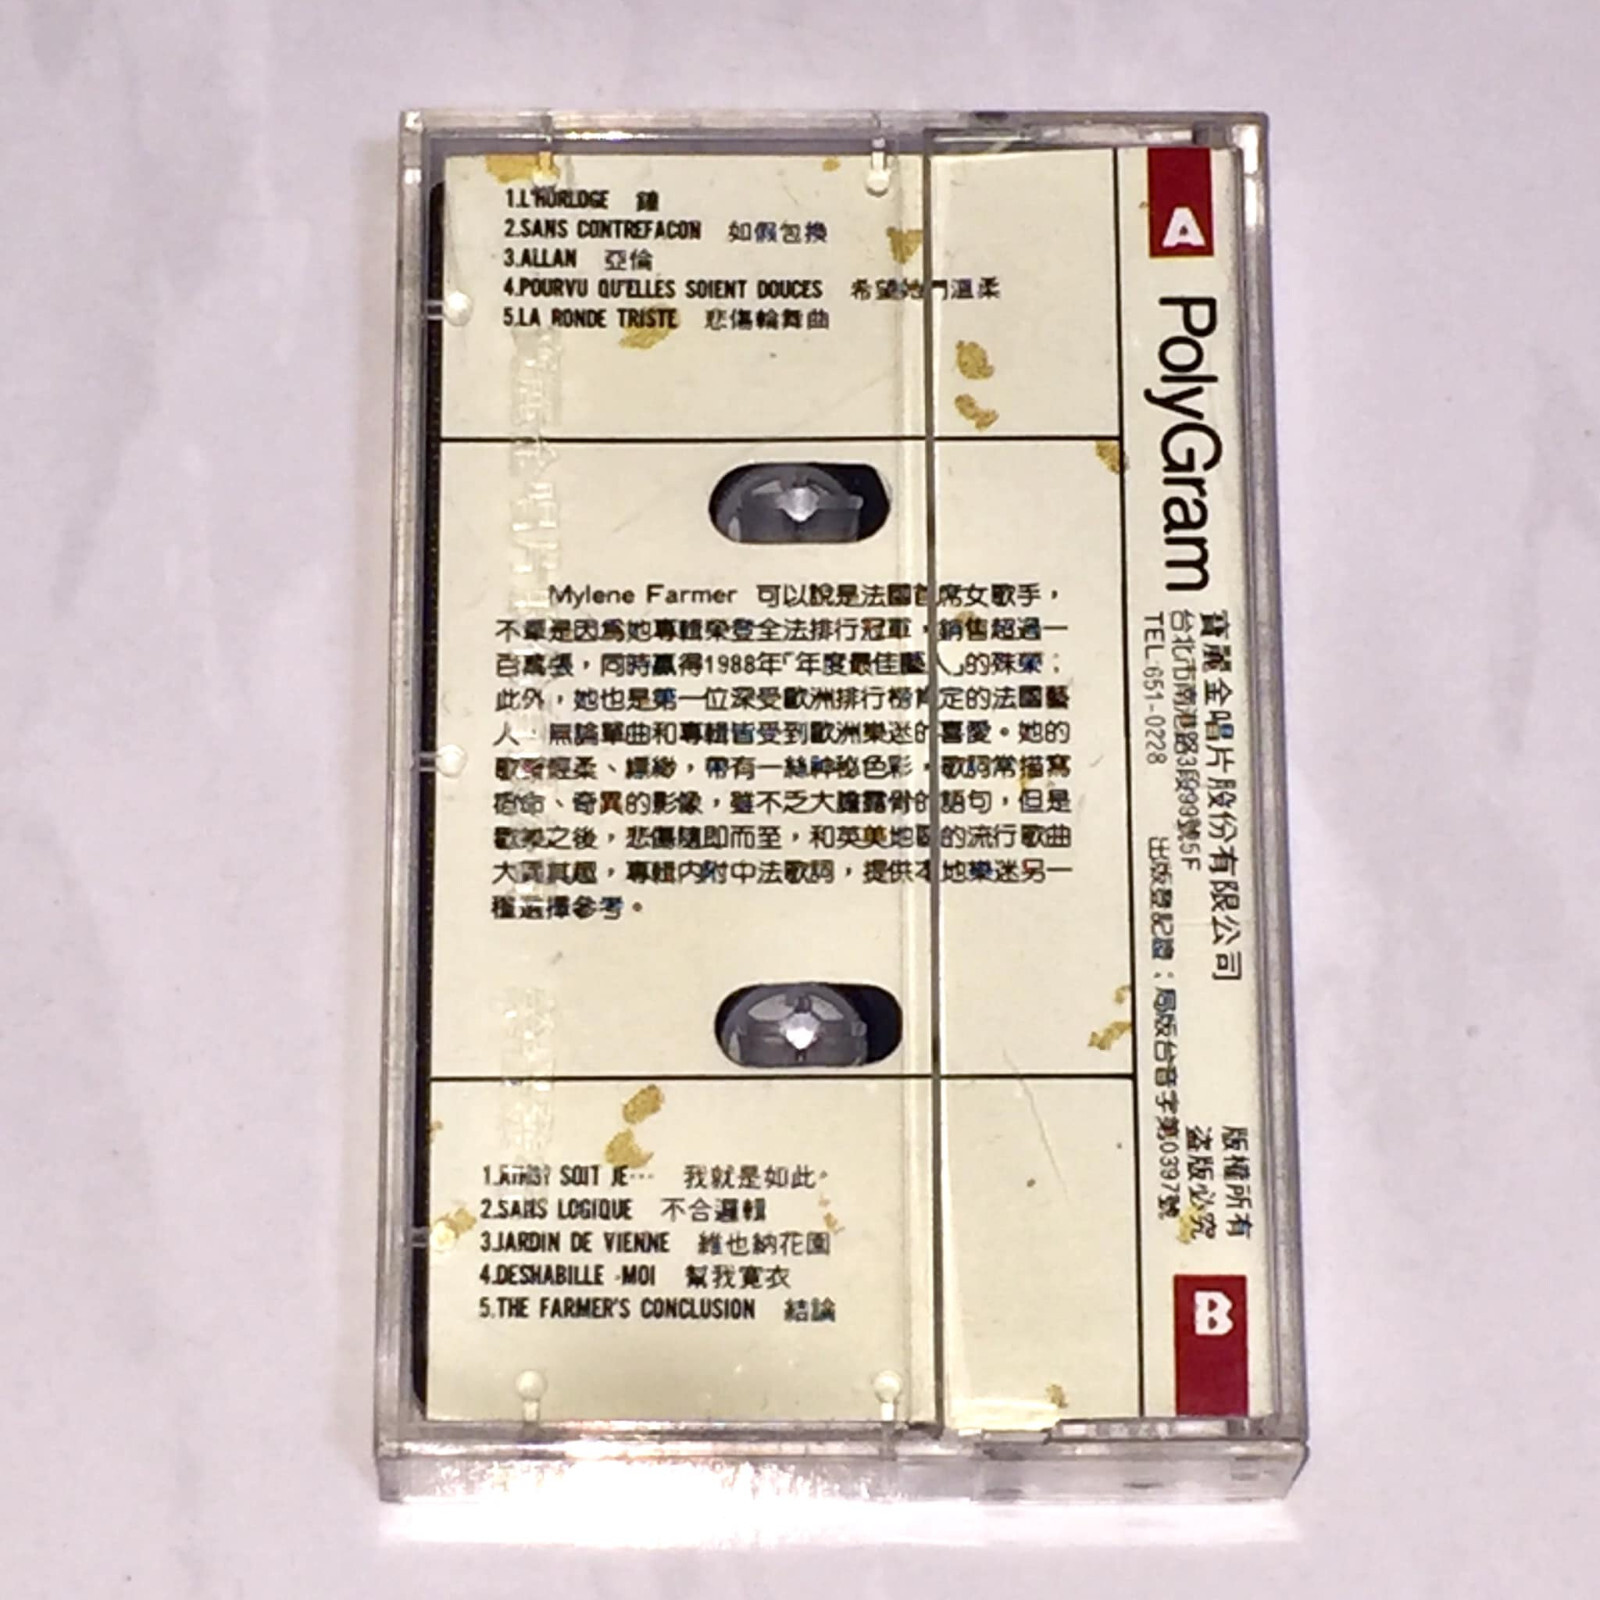 1.L'HORLOGE 鐘
2.SANS CONTREFACON 如假包換
3.ALLAN 亞倫
4.POURVU QU'ELLES SOIENT DOUCES 希望她們溫柔
5.LA RONDE TRISTE 悲傷輪舞曲
Mylene Farmer 可以說是法國首席女歌手，
不單是因為她專輯榮登全法排行冠軍，銷售超過一
百萬張，同時贏得1988年「年度最佳藝人」的殊榮；
此外，她也是第一位深受歐洲排行榜肯定的法國藝
人，無論單曲和專輯皆受到歐洲樂迷的喜愛。她的
歌聲輕柔、縹緲，帶有一絲神秘色彩，歌詞常描寫
宿命、奇異的影像，雖不乏大膽露骨的語句，但是
歡樂之後，悲傷隨即而至，和英美地區的流行歌曲
大異其趣，專輯內附中法歌詞，提供本地樂迷另一
種選擇參考。
1.AINSI SOIT JE··· 我就是如此
2.SANS LOGIQUE 不合邏輯
3.JARDIN DE VIENNE 維也納花園
4.DESHABILLE -MOI 幫我寬衣
5.THE FARMER'S CONCLUSION 結論
A
PolyGram
寶麗金唱片股份有限公司
台北市南港路3段99號5F
TEL:651-0228
出版登記證：局版台音字第0397號
版權所有
盜版必究
B